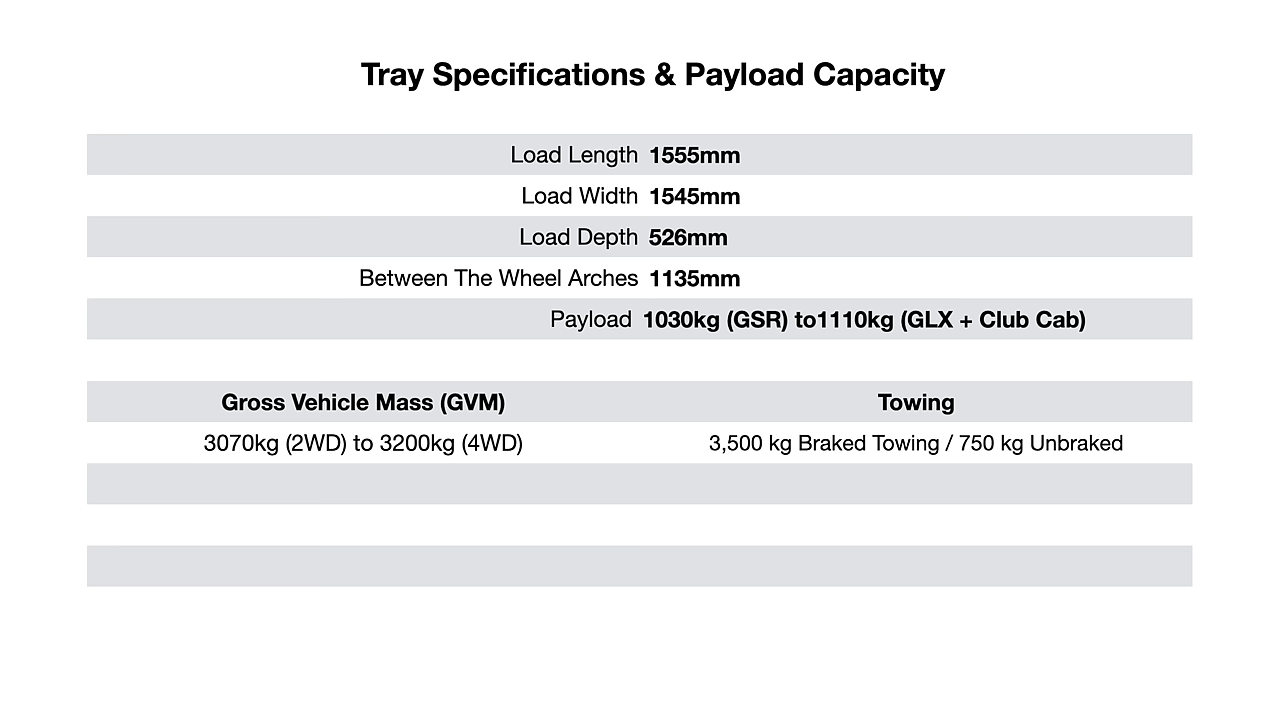 Tray Specifications & Payload Capacity
Load Length 1555mm
Load Width 1545mm
Load Depth 526mm
Between The Wheel Arches 1135mm
Payload 1030kg (GSR) to1110kg (GLX + Club Cab)
Gross Vehicle Mass (GVM) Towing
3070kg (2WD) to 3200kg (4WD) 3,500 kg Braked Towing / 750 kg Unbraked